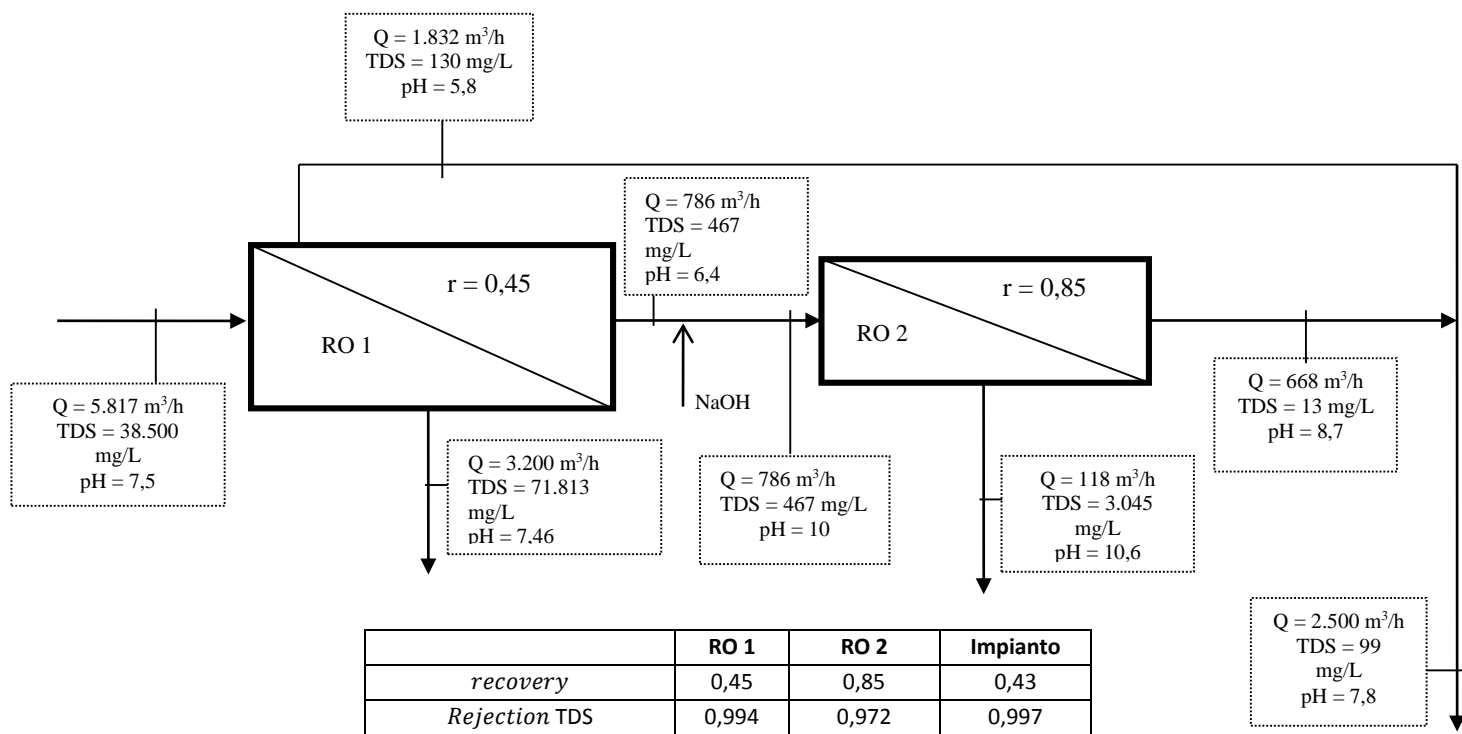 Q = 1.832 m³/h
TDS = 130 mg/L
pH = 5,8
Q = 786 m³/h
TDS = 467
mg/L
pH = 6,4
r = 0,45
RO 1
r = 0,85
RO 2
NaOH
Q = 5.817 m³/h
TDS = 38.500
mg/L
pH = 7,5
Q = 3.200 m³/h
TDS = 71.813
mg/L
pH = 7,46
Q = 786 m³/h
TDS = 467 mg/L
pH = 10
Q = 118 m³/h
TDS = 3.045
mg/L
pH = 10,6
Q = 668 m³/h
TDS = 13 mg/L
pH = 8,7
Q = 2.500 m³/h
TDS = 99
mg/L
pH = 7,8
RO 1 RO 2 Impianto
recovery 0,45 0,85 0,43
Rejection TDS 0,994 0,972 0,997